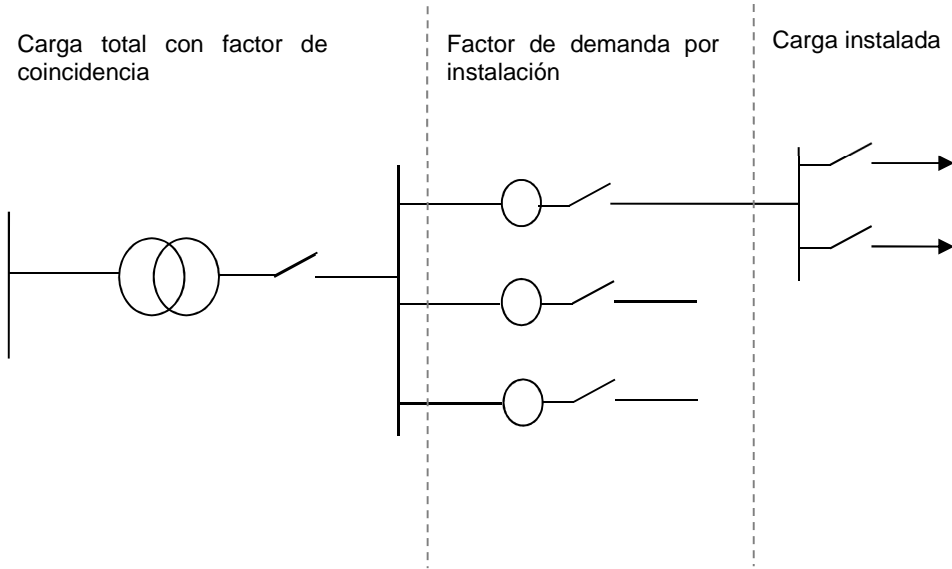 Carga total con factor de
coincidencia
Factor de demanda por
instalación
Carga instalada